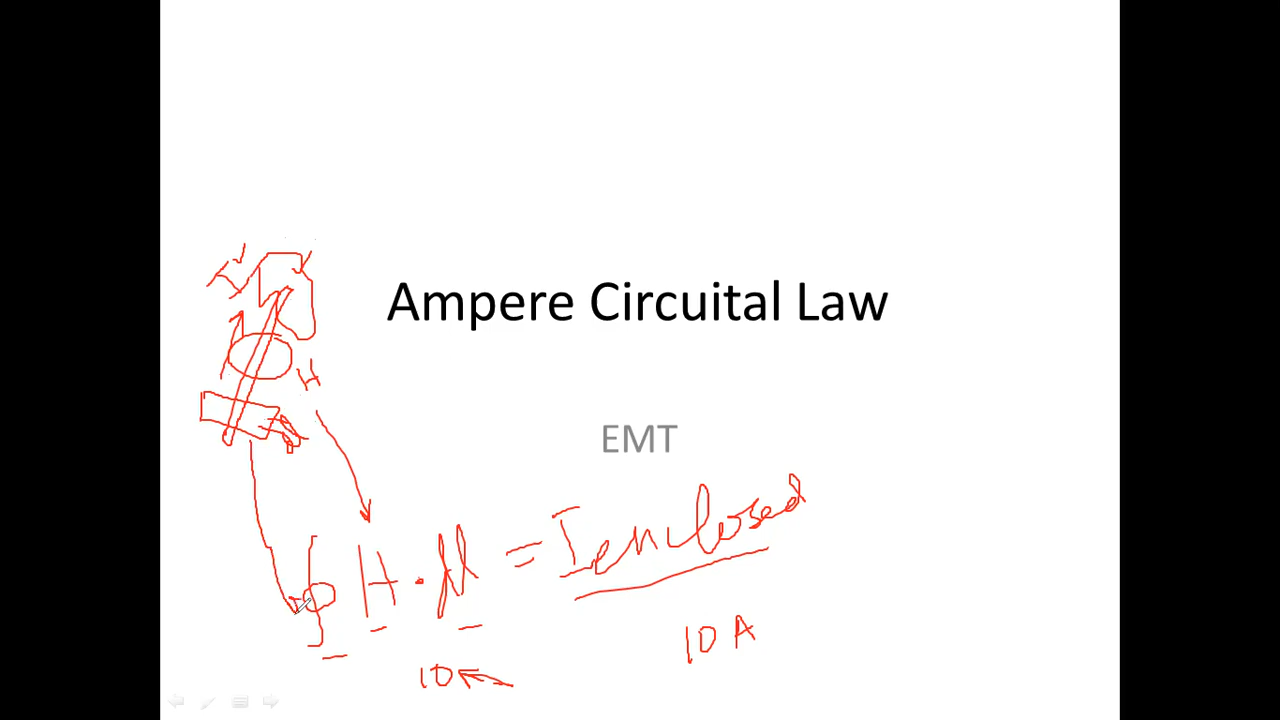 I
Ampere Circuital Law
H
EMT
∮ H · dl = Ienclosed
10 A
10